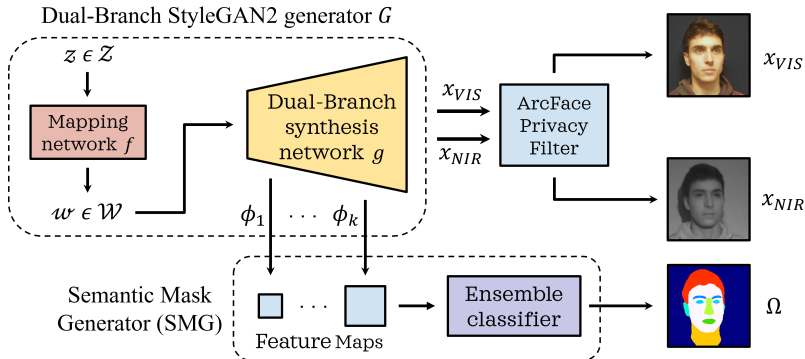 Dual-Branch StyleGAN2 generator G
z ϵ Z
Mapping
network f
w ϵ W
Dual-Branch
synthesis
network g
x_VIS
x_NIR
ArcFace
Privacy
Filter
x_VIS
x_NIR
ϕ_1 · · · ϕ_k
Semantic Mask
Generator (SMG)
· · ·
Feature Maps
Ensemble
classifier
Ω